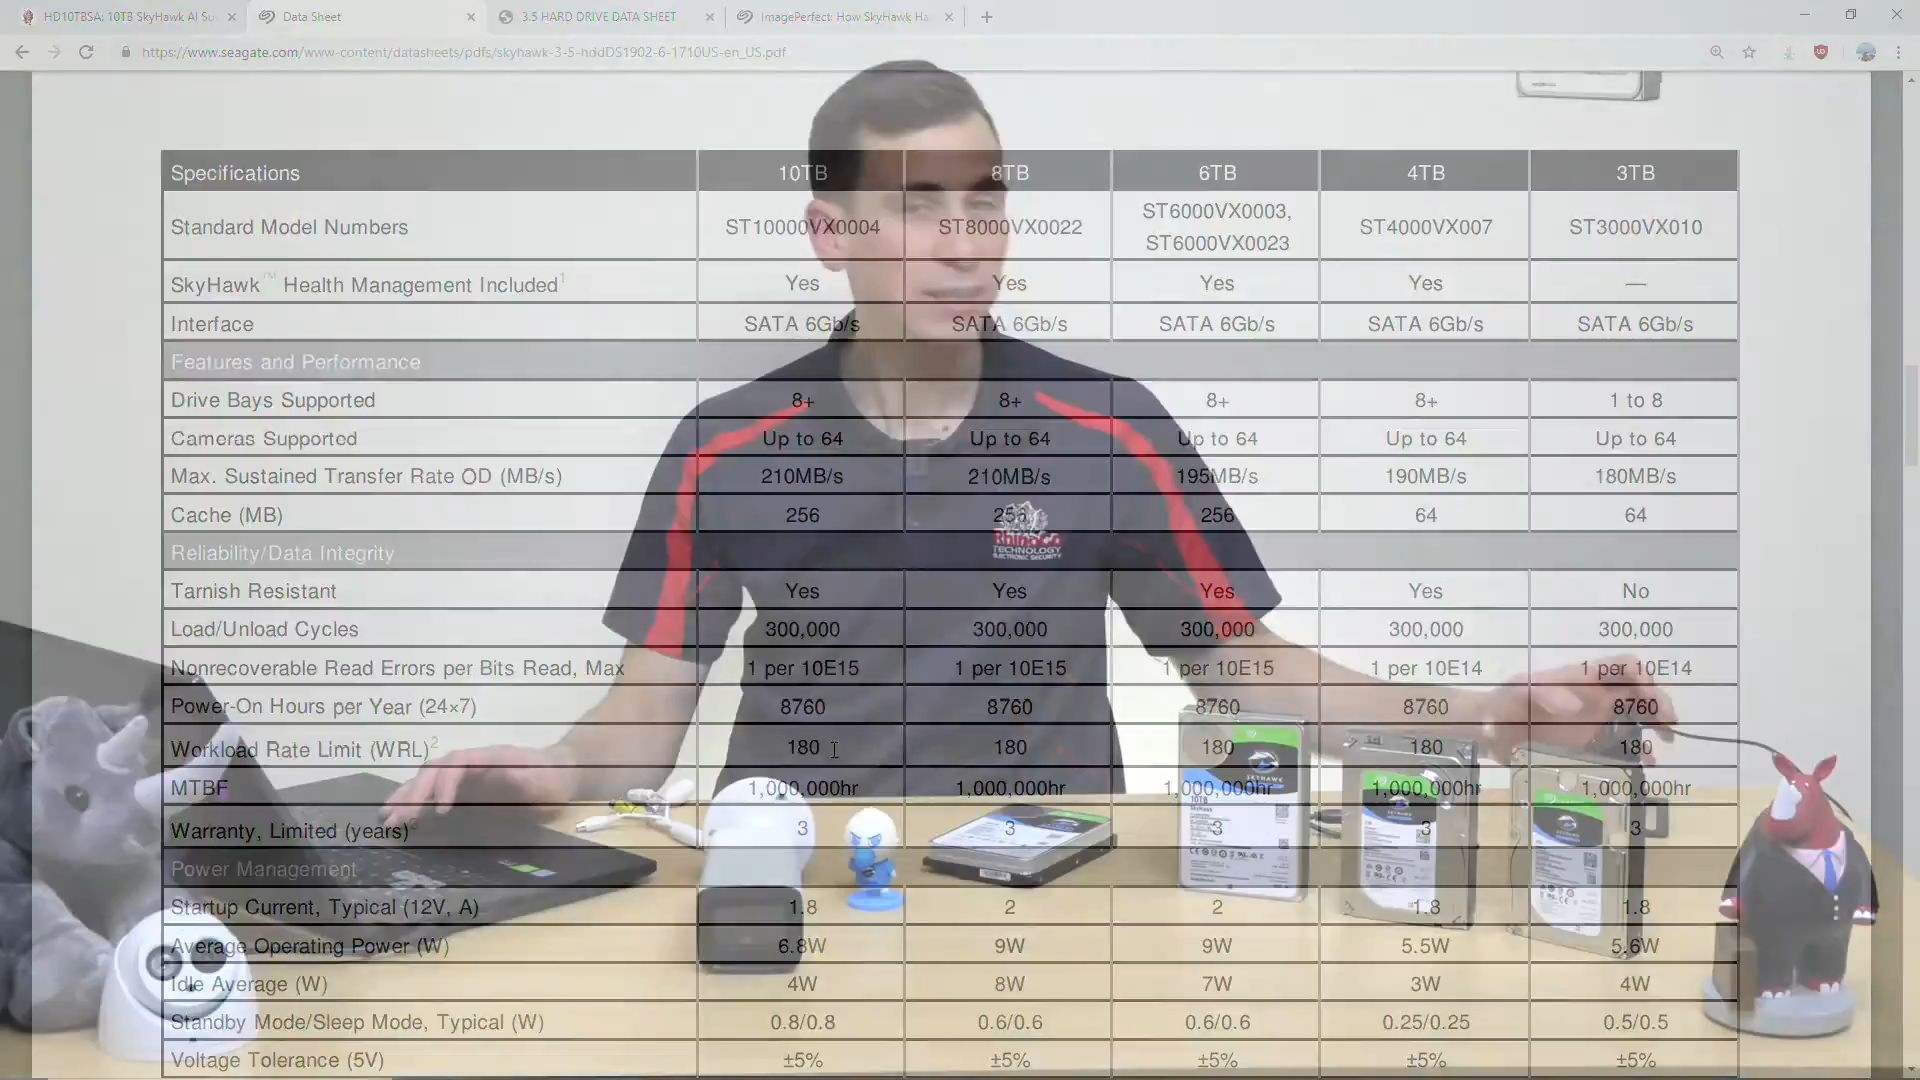 HD10TBSA: 10TB SkyHawk AI Su
Data Sheet
3.5 HARD DRIVE DATA SHEET
ImagePerfect: How SkyHawk Ha
https://www.seagate.com/www-content/datasheets/pdfs/skyhawk-3-5-hddDS1902-6-1710US-en_US.pdf
Specifications 10TB 8TB 6TB 4TB 3TB
Standard Model Numbers ST10000VX0004 ST8000VX0022 ST6000VX0003, ST6000VX0023 ST4000VX007 ST3000VX010
SkyHawk™ Health Management Included1 Yes Yes Yes Yes —
Interface SATA 6Gb/s SATA 6Gb/s SATA 6Gb/s SATA 6Gb/s SATA 6Gb/s
Features and Performance
Drive Bays Supported 8+ 8+ 8+ 8+ 1 to 8
Cameras Supported Up to 64 Up to 64 Up to 64 Up to 64 Up to 64
Max. Sustained Transfer Rate OD (MB/s) 210MB/s 210MB/s 195MB/s 190MB/s 180MB/s
Cache (MB) 256 256 256 64 64
RhinoCo
TECHNOLOGY
ELECTRONIC SECURITY
Reliability/Data Integrity
Tarnish Resistant Yes Yes Yes Yes No
Load/Unload Cycles 300,000 300,000 300,000 300,000 300,000
Nonrecoverable Read Errors per Bits Read, Max 1 per 10E15 1 per 10E15 1 per 10E15 1 per 10E14 1 per 10E14
Power-On Hours per Year (24×7) 8760 8760 8760 8760 8760
Workload Rate Limit (WRL)2 180 180 180 180 180
MTBF 1,000,000hr 1,000,000hr 1,000,000hr 1,000,000hr 1,000,000hr
10TB
Warranty, Limited (years)3 3 3 3 3 3
Power Management
Startup Current, Typical (12V, A) 1.8 2 2 1.8 1.8
Average Operating Power (W) 6.8W 9W 9W 5.5W 5.6W
Idle Average (W) 4W 8W 7W 3W 4W
Standby Mode/Sleep Mode, Typical (W) 0.8/0.8 0.6/0.6 0.6/0.6 0.25/0.25 0.5/0.5
Voltage Tolerance (5V) ±5% ±5% ±5% ±5% ±5%